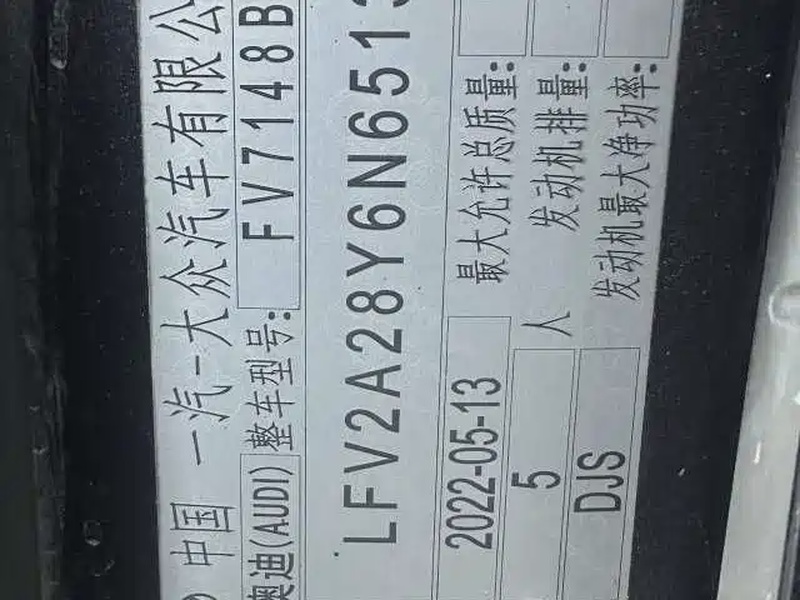 中国 一汽-大众汽车有限公
奥迪(AUDI) 整车型号: FV7148B
LFV2A28Y6N6513
2022-05-13 最大允许总质量:
5 人 发动机排量:
DJS 发动机最大净功率: